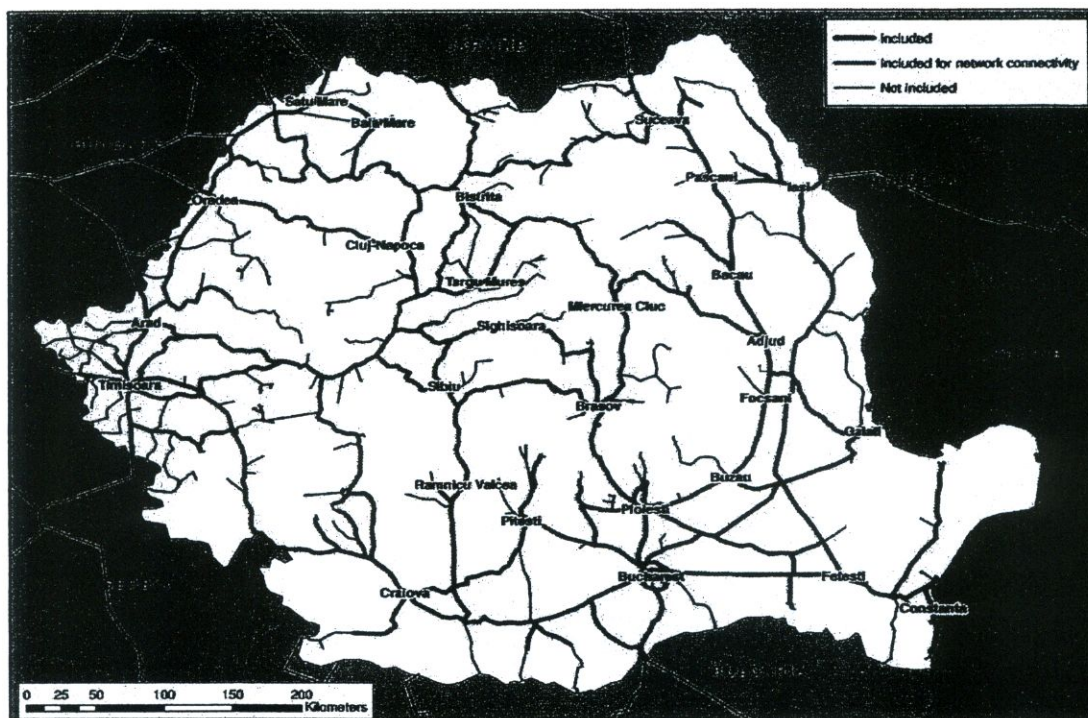 Included
Included for network connectivity
Not included
Satu Mare
Baia Mare
Suceava
Pascani
Iasi
Oradea
Bistrita
Cluj-Napoca
Targu Mures
Bacau
Miercurea Ciuc
Arad
Sighisoara
Adjud
Timisoara
Sibiu
Brasov
Focsani
Galati
Ramnicu Valcea
Buzau
Pitesti
Ploiesti
Bucharest
Fetesti
Craiova
Constanta
0 25 50 100 150 200
Kilometers